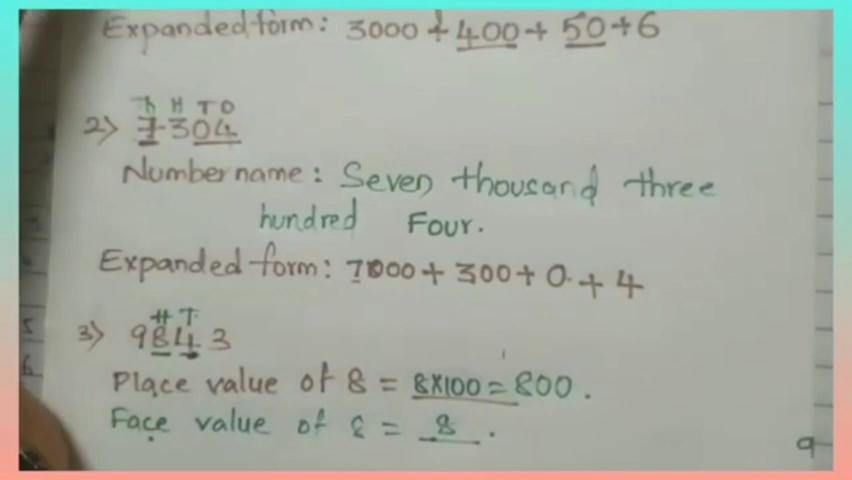 Expanded form: 3000 + 400 + 50 + 6
Th H T O
2) 7304
Number name: Seven thousand three
hundred Four.
Expanded form: 7000 + 300 + 0 + 4
H T
3) 9843
Place value of 8 = 8x100 = 800.
Face value of 8 = 8.
9